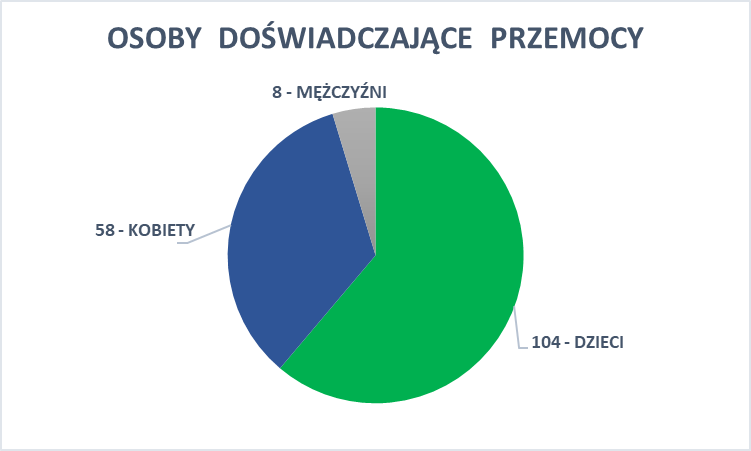 OSOBY DOŚWIADCZAJĄCE PRZEMOCY
8 - MĘŻCZYŹNI
58 - KOBIETY
104 - DZIECI